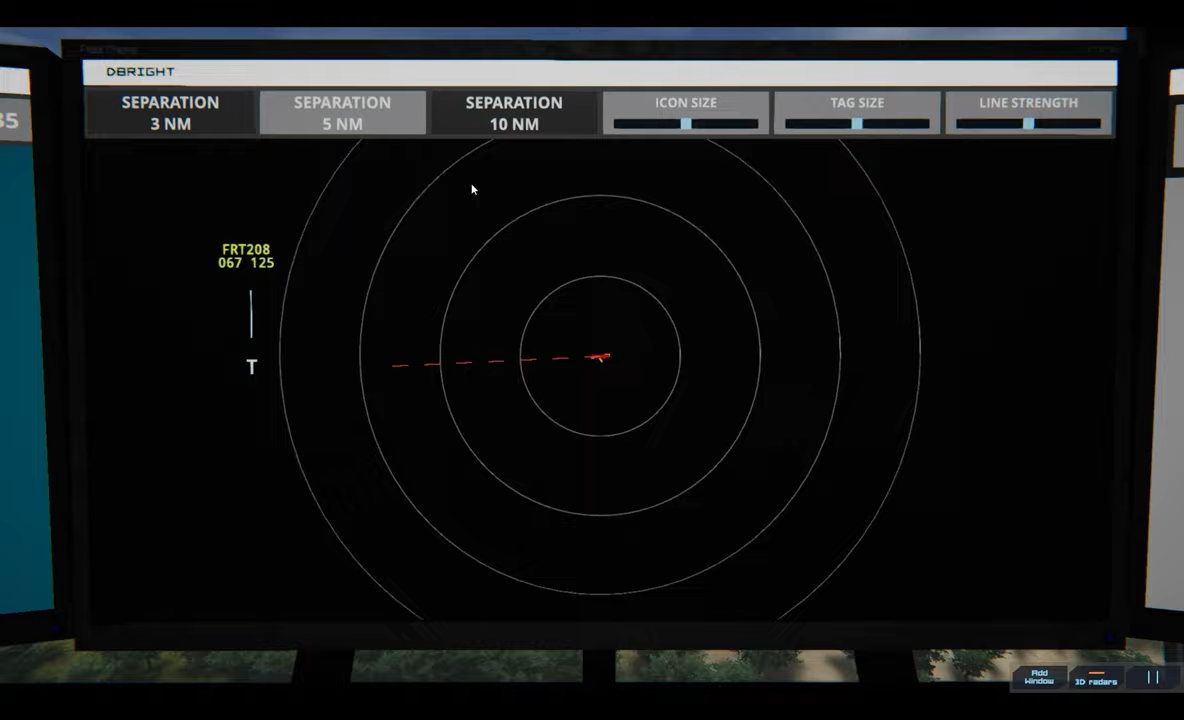 DBRIGHT
SEPARATION
3 NM
SEPARATION
5 NM
SEPARATION
10 NM
ICON SIZE
TAG SIZE
LINE STRENGTH
35
FRT208
067 125
T
Add
Window
3D radars